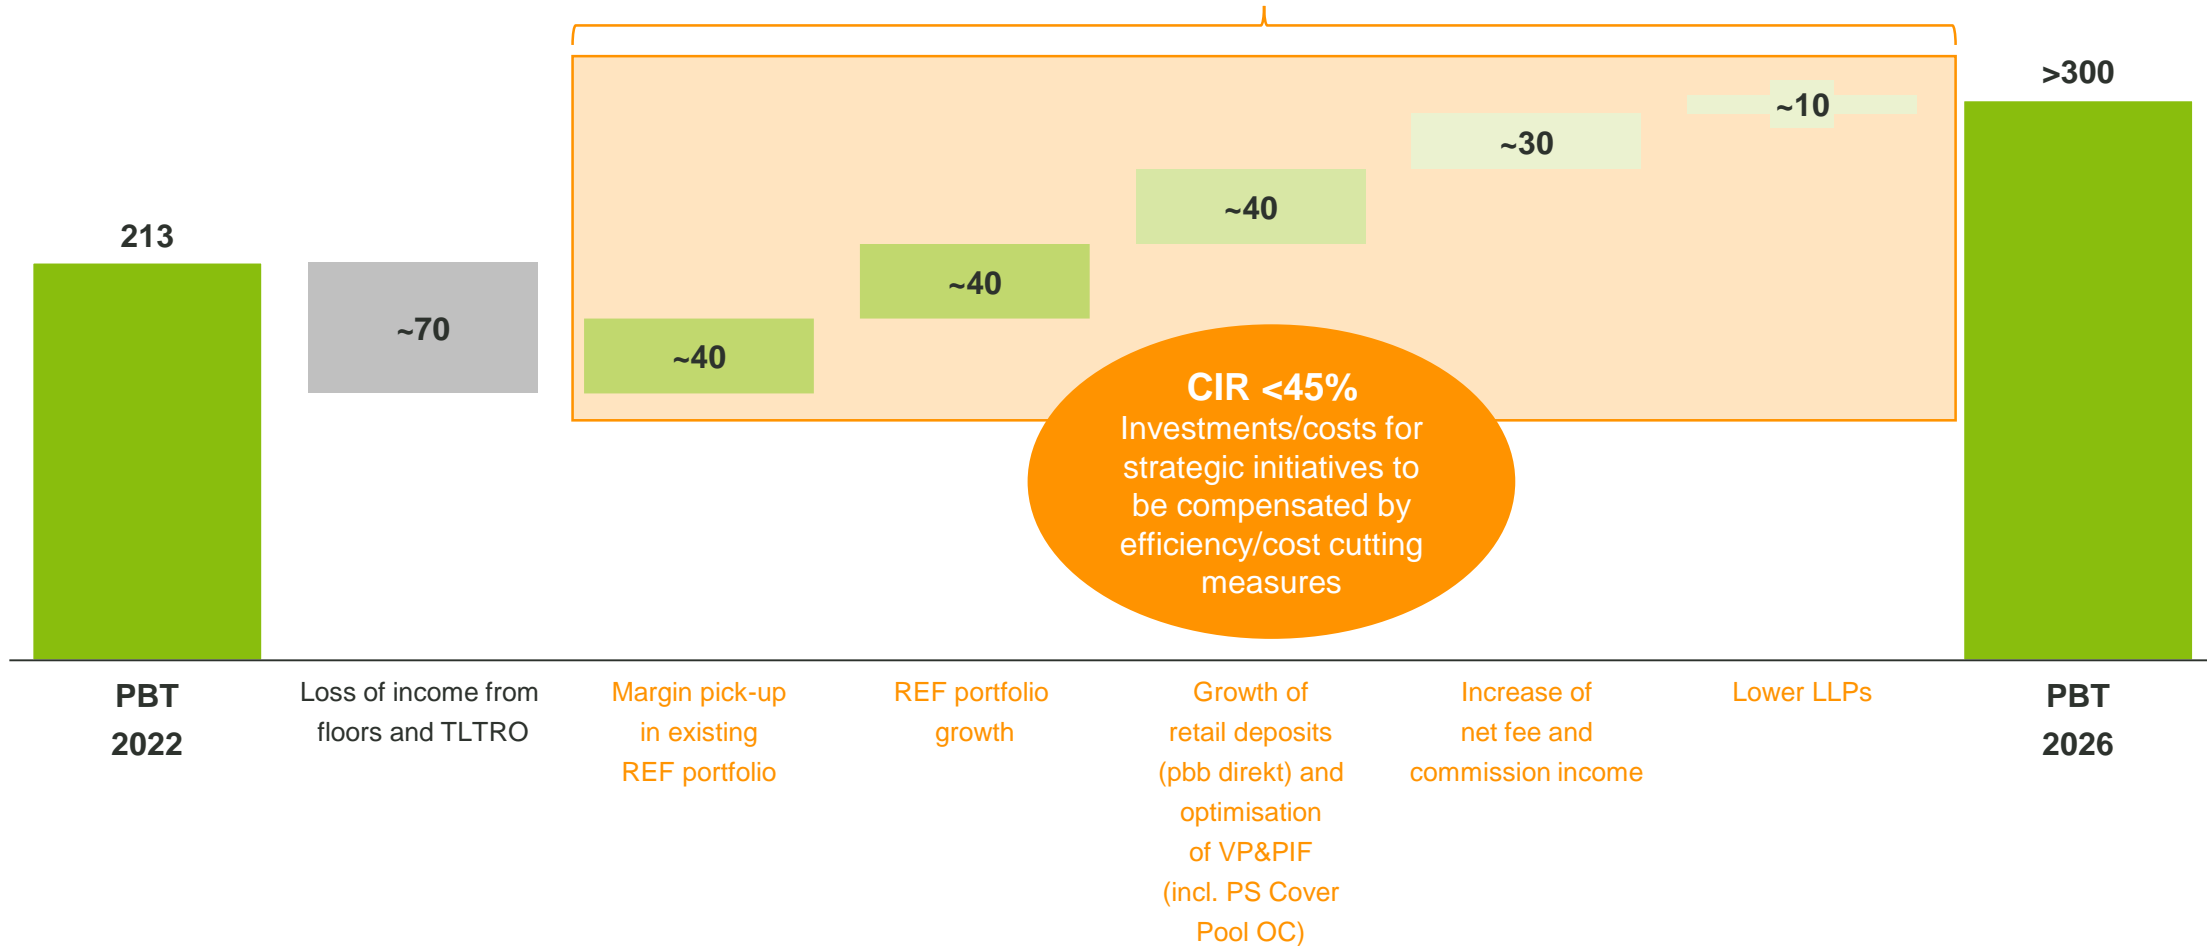 213
~70
~40
~40
~40
~30
~10
>300
CIR <45%
Investments/costs for
strategic initiatives to
be compensated by
efficiency/cost cutting
measures
PBT
2022
Loss of income from
floors and TLTRO
Margin pick-up
in existing
REF portfolio
REF portfolio
growth
Growth of
retail deposits
(pbb direkt) and
optimisation
of VP&PIF
(incl. PS Cover
Pool OC)
Increase of
net fee and
commission income
Lower LLPs
PBT
2026